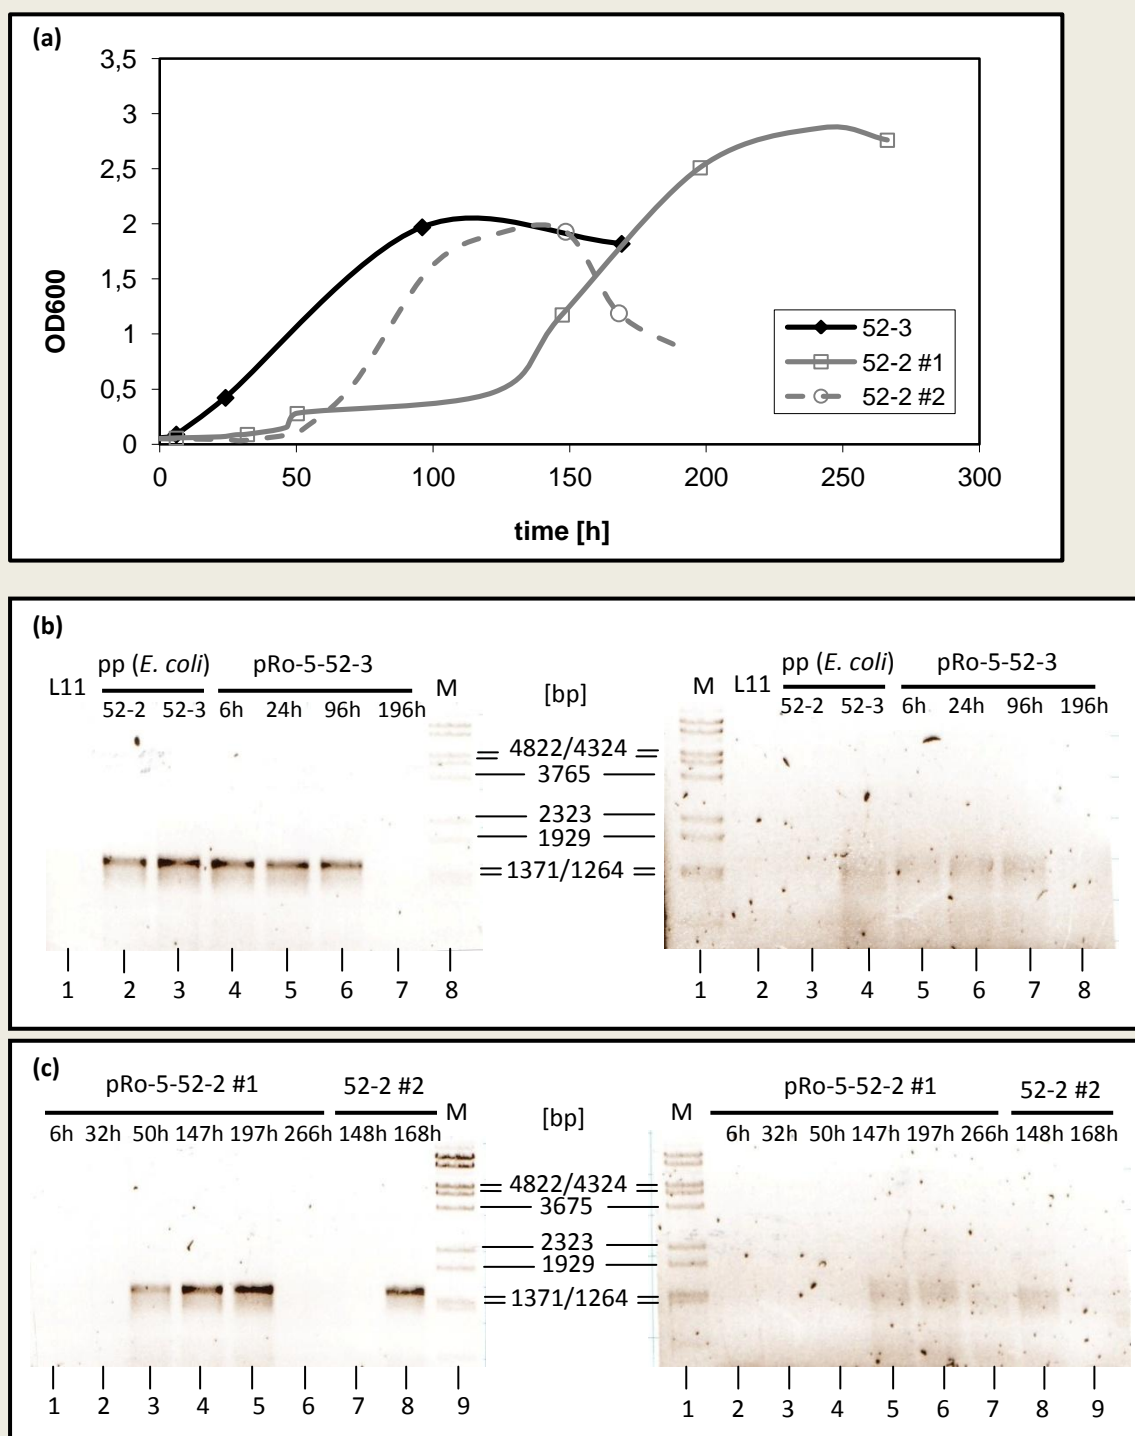 (a)
3,5
3
2,5
2
1,5
1
0,5
0
OD600
0 50 100 150 200 250 300
time [h]
52-3
52-2 #1
52-2 #2
(b)
pp (E. coli) pRo-5-52-3
L11 M [bp]
52-2 52-3 6h 24h 96h 196h
pp (E. coli) pRo-5-52-3
M L11
52-2 52-3 6h 24h 96h 196h
4822/4324
3765
2323
1929
1371/1264
1 2 3 4 5 6 7 8
1 2 3 4 5 6 7 8
(c)
pRo-5-52-2 #1 52-2 #2
M [bp]
6h 32h 50h 147h 197h 266h 148h 168h
pRo-5-52-2 #1 52-2 #2
M
6h 32h 50h 147h 197h 266h 148h 168h
4822/4324
3675
2323
1929
1371/1264
1 2 3 4 5 6 7 8 9
1 2 3 4 5 6 7 8 9